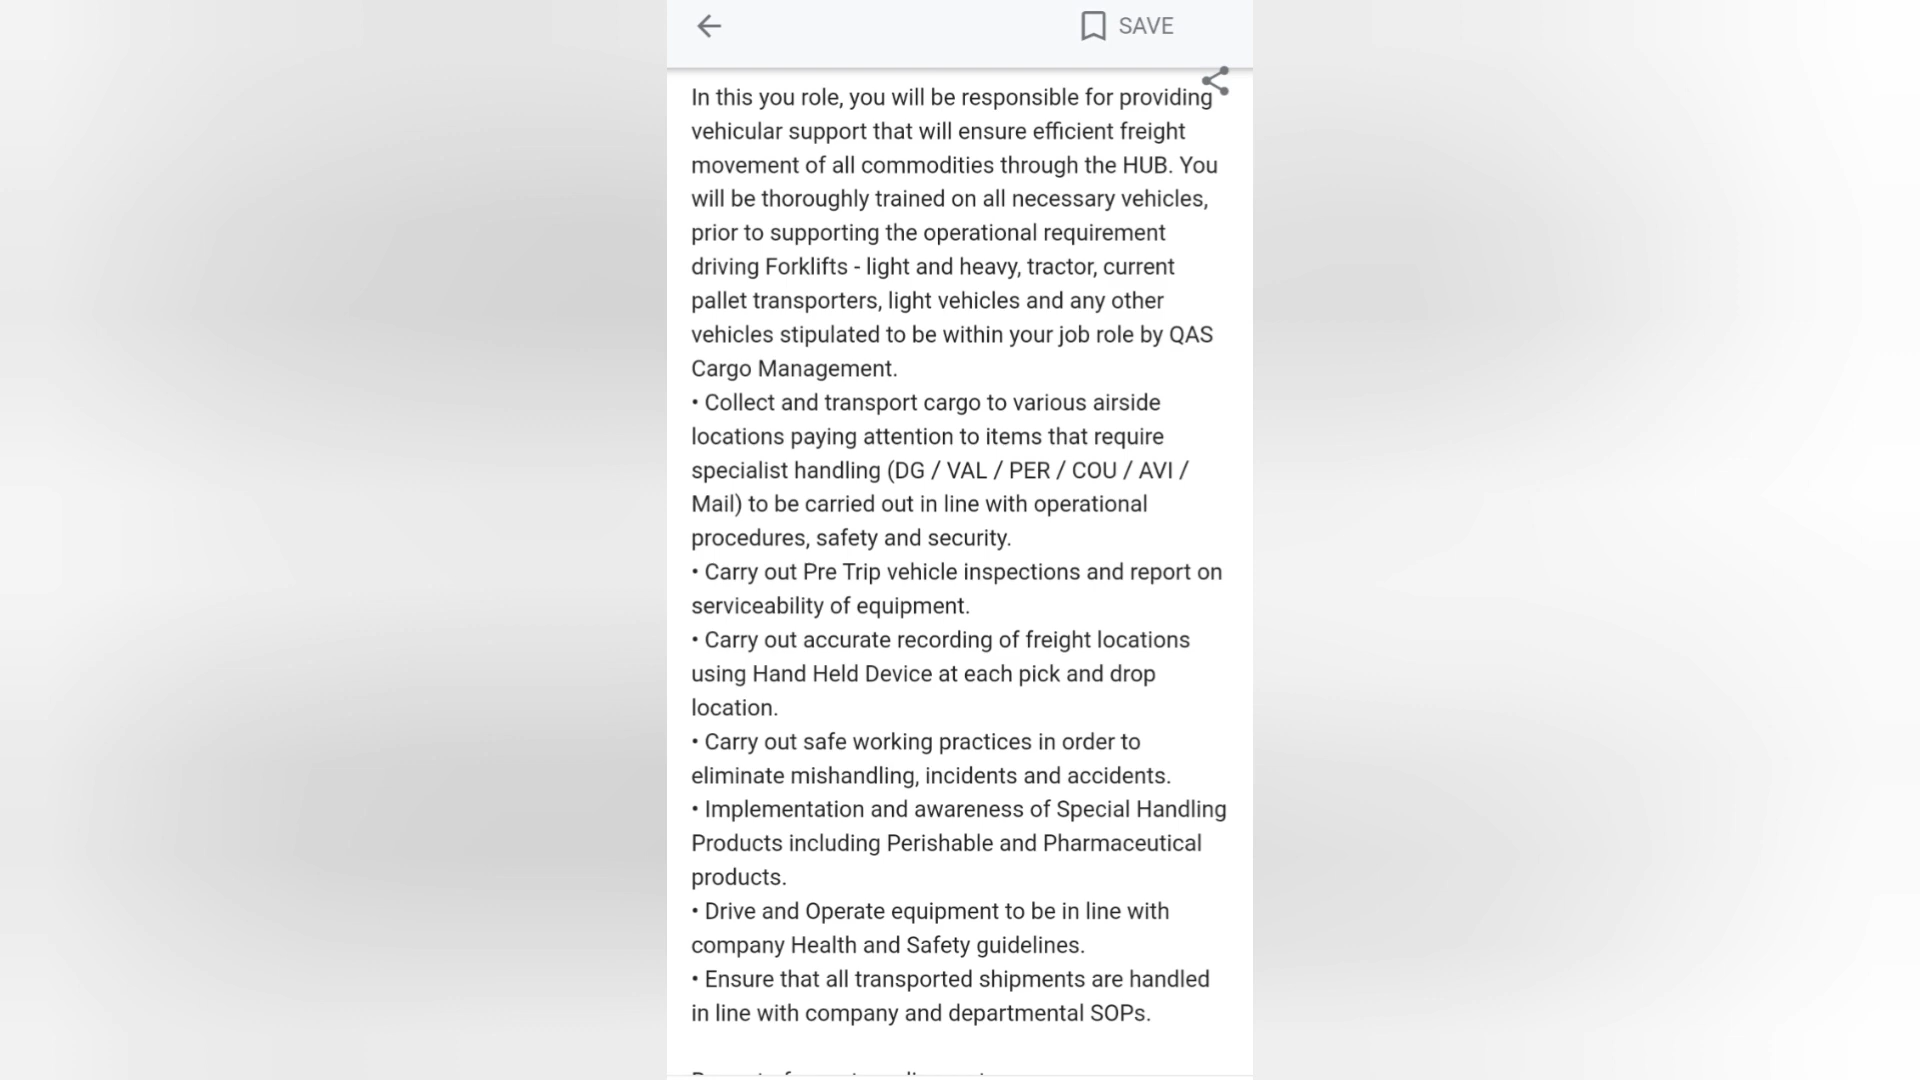 SAVE
In this you role, you will be responsible for providing
vehicular support that will ensure efficient freight
movement of all commodities through the HUB. You
will be thoroughly trained on all necessary vehicles,
prior to supporting the operational requirement
driving Forklifts - light and heavy, tractor, current
pallet transporters, light vehicles and any other
vehicles stipulated to be within your job role by QAS
Cargo Management.
• Collect and transport cargo to various airside
locations paying attention to items that require
specialist handling (DG / VAL / PER / COU / AVI /
Mail) to be carried out in line with operational
procedures, safety and security.
• Carry out Pre Trip vehicle inspections and report on
serviceability of equipment.
• Carry out accurate recording of freight locations
using Hand Held Device at each pick and drop
location.
• Carry out safe working practices in order to
eliminate mishandling, incidents and accidents.
• Implementation and awareness of Special Handling
Products including Perishable and Pharmaceutical
products.
• Drive and Operate equipment to be in line with
company Health and Safety guidelines.
• Ensure that all transported shipments are handled
in line with company and departmental SOPs.